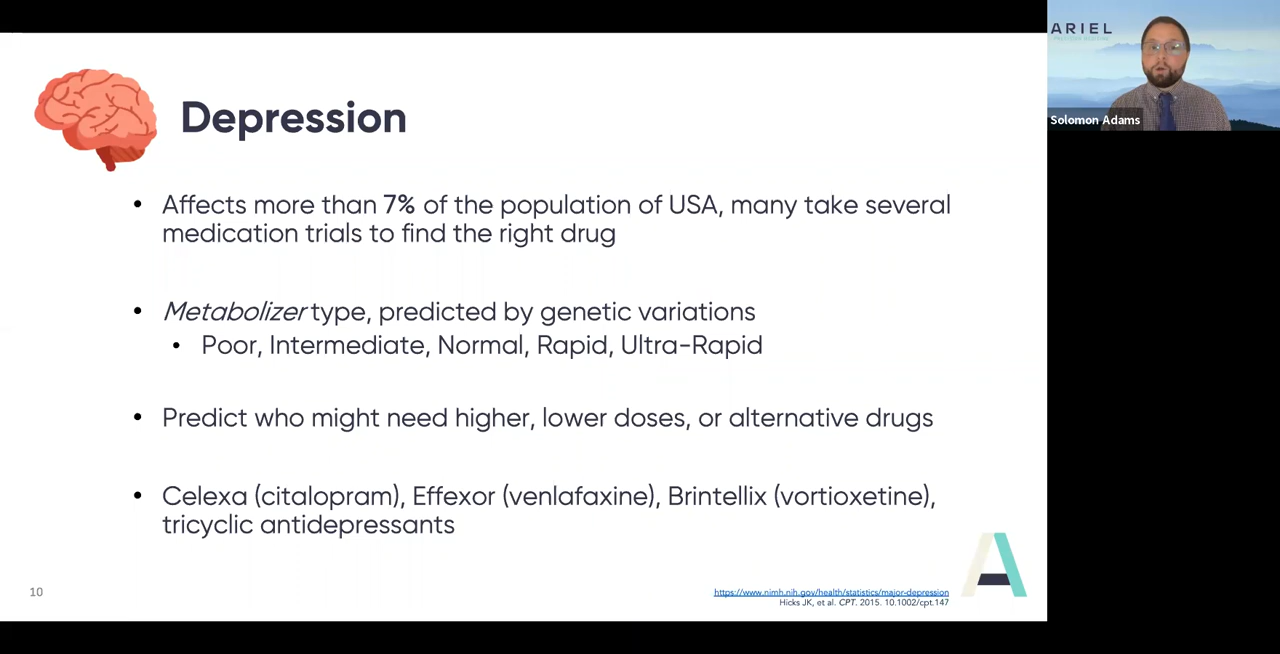 ARIEL
Solomon Adams
Depression
• Affects more than 7% of the population of USA, many take several
medication trials to find the right drug
• Metabolizer type, predicted by genetic variations
• Poor, Intermediate, Normal, Rapid, Ultra-Rapid
• Predict who might need higher, lower doses, or alternative drugs
• Celexa (citalopram), Effexor (venlafaxine), Brintellix (vortioxetine),
tricyclic antidepressants
10
https://www.nimh.nih.gov/health/statistics/major-depression
Hicks JK, et al. CPT. 2015. 10.1002/cpt.147